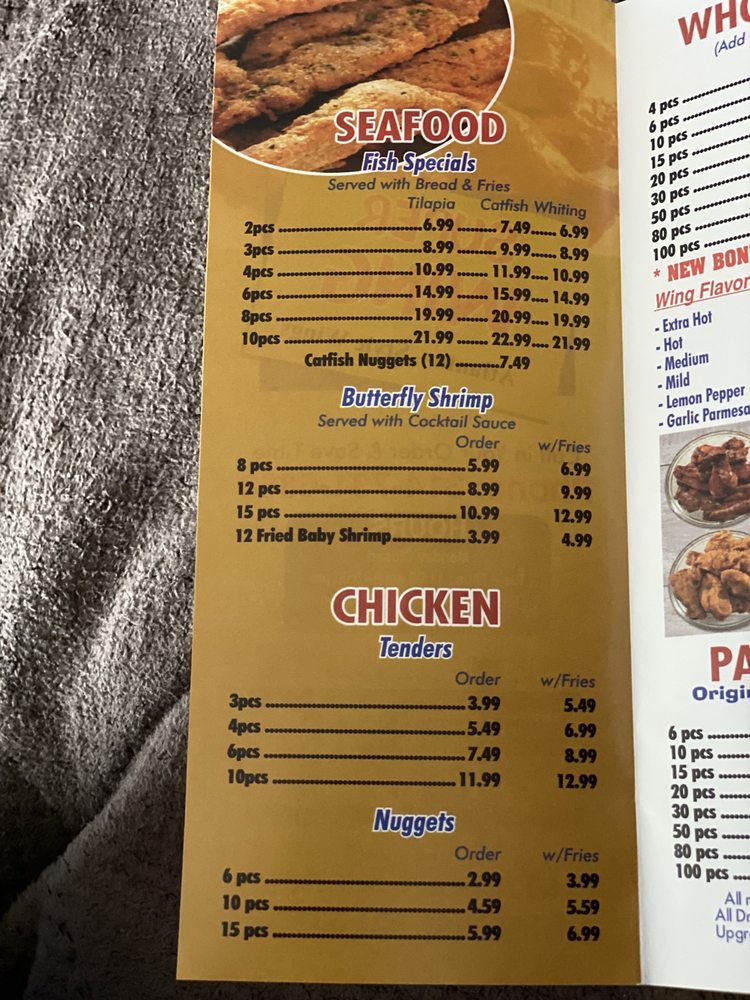 SEAFOOD
Fish Specials
Served with Bread & Fries
Tilapia Catfish Whiting
2pcs 6.99 7.49 6.99
3pcs 8.99 9.99 8.99
4pcs 10.99 11.99 10.99
6pcs 14.99 15.99 14.99
8pcs 19.99 20.99 19.99
10pcs 21.99 22.99 21.99
Catfish Nuggets (12) 7.49
Butterfly Shrimp
Served with Cocktail Sauce
Order w/Fries
8 pcs 5.99 6.99
12 pcs 8.99 9.99
15 pcs 10.99 12.99
12 Fried Baby Shrimp 3.99 4.99
CHICKEN
Tenders
Order w/Fries
3pcs 3.99 5.49
4pcs 5.49 6.99
6pcs 7.49 8.99
10pcs 11.99 12.99
Nuggets
Order w/Fries
6 pcs 2.99 3.99
10 pcs 4.59 5.59
15 pcs 5.99 6.99
(Add
4 pcs
6 pcs
10 pcs
15 pcs
20 pcs
30 pcs
50 pcs
80 pcs
100 pcs
* NEW
Wing Flavor
- Extra Hot
- Hot
- Medium
- Mild
- Lemon Pepper
- Garlic
6 pcs
10 pcs
15 pcs
20 pcs
30 pcs
50 pcs
80 pcs
100 pcs
All
All